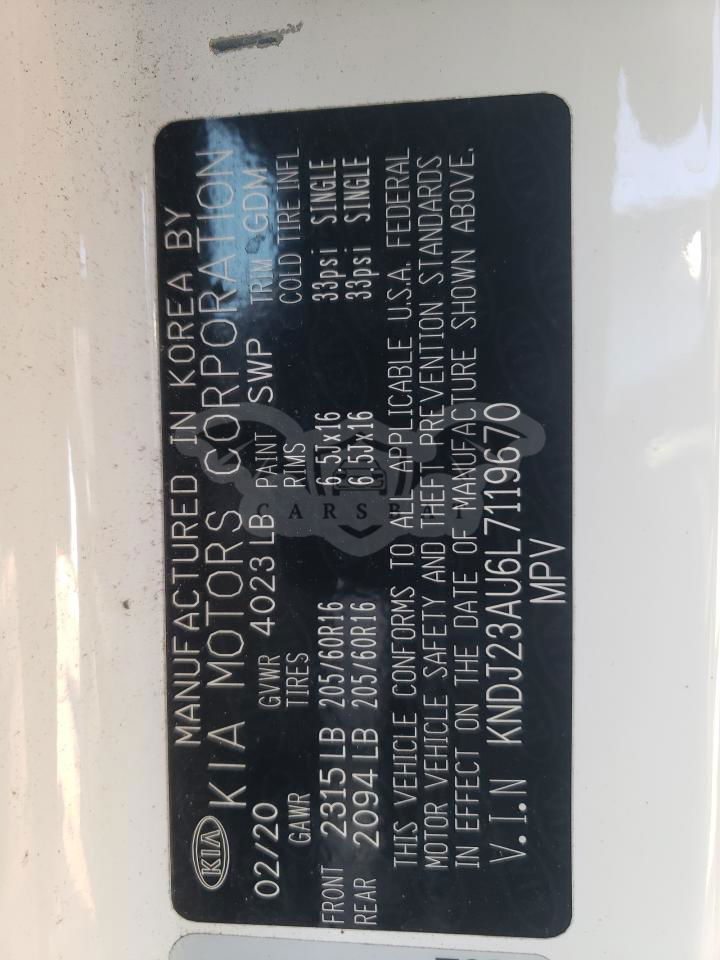 KIA
MANUFACTURED IN KOREA BY
KIA MOTORS CORPORATION
02/20 GVWR 4023 LB PAINT SWP TRIM GDM
GAWR TIRES RIMS COLD TIRE INFL
FRONT 2315 LB 205/60R16 6.5Jx16 33psi SINGLE
REAR 2094 LB 205/60R16 6.5Jx16 33psi SINGLE
THIS VEHICLE CONFORMS TO ALL APPLICABLE U.S.A. FEDERAL
MOTOR VEHICLE SAFETY AND THEFT PREVENTION STANDARDS
IN EFFECT ON THE DATE OF MANUFACTURE SHOWN ABOVE.
V.I.N KNDJ23AU6L7119670
MPV